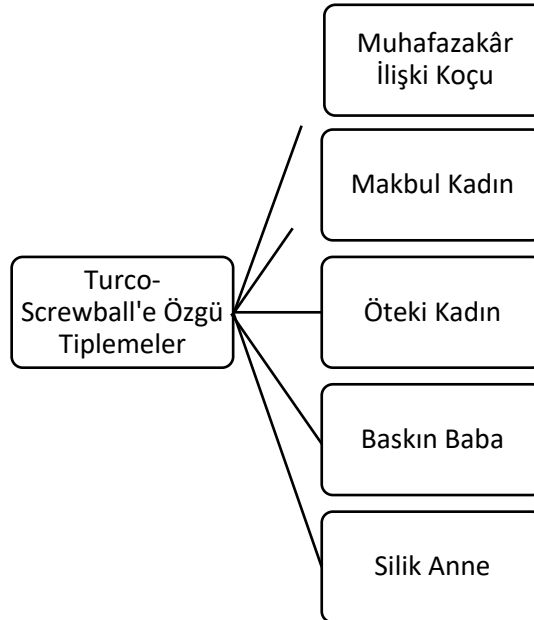 Muhafazakâr
İlişki Koçu
Makbul Kadın
Turco-
Screwball'e Özgü
Tiplemeler
Öteki Kadın
Baskın Baba
Silik Anne